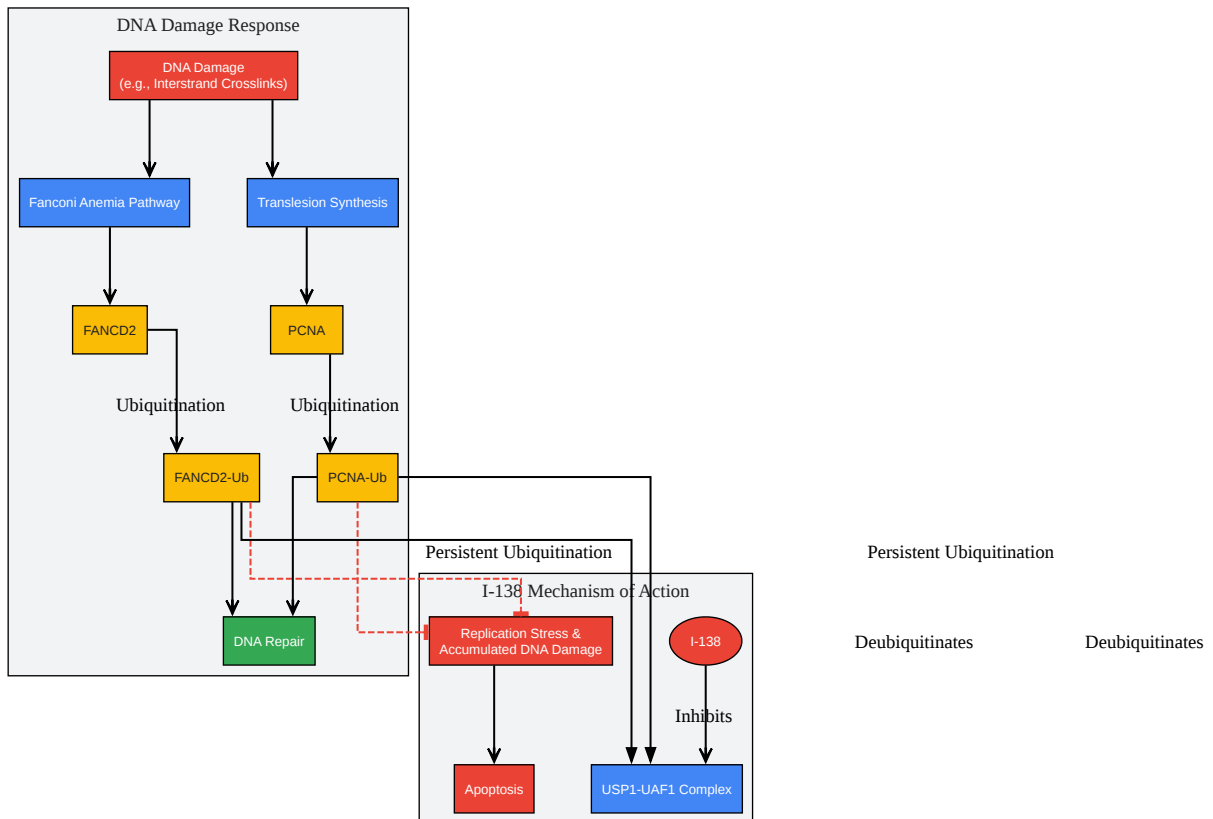 DNA Damage Response
DNA Damage
(e.g., Interstrand Crosslinks)
Fanconi Anemia Pathway
Translesion Synthesis
FANCD2
PCNA
Ubiquitination
Ubiquitination
FANCD2-Ub
PCNA-Ub
Persistent Ubiquitination
Persistent Ubiquitination
I-138 Mechanism of Action
DNA Repair
Replication Stress &
Accumulated DNA Damage
I-138
Deubiquitinates
Deubiquitinates
Inhibits
Apoptosis
USP1-UAF1 Complex